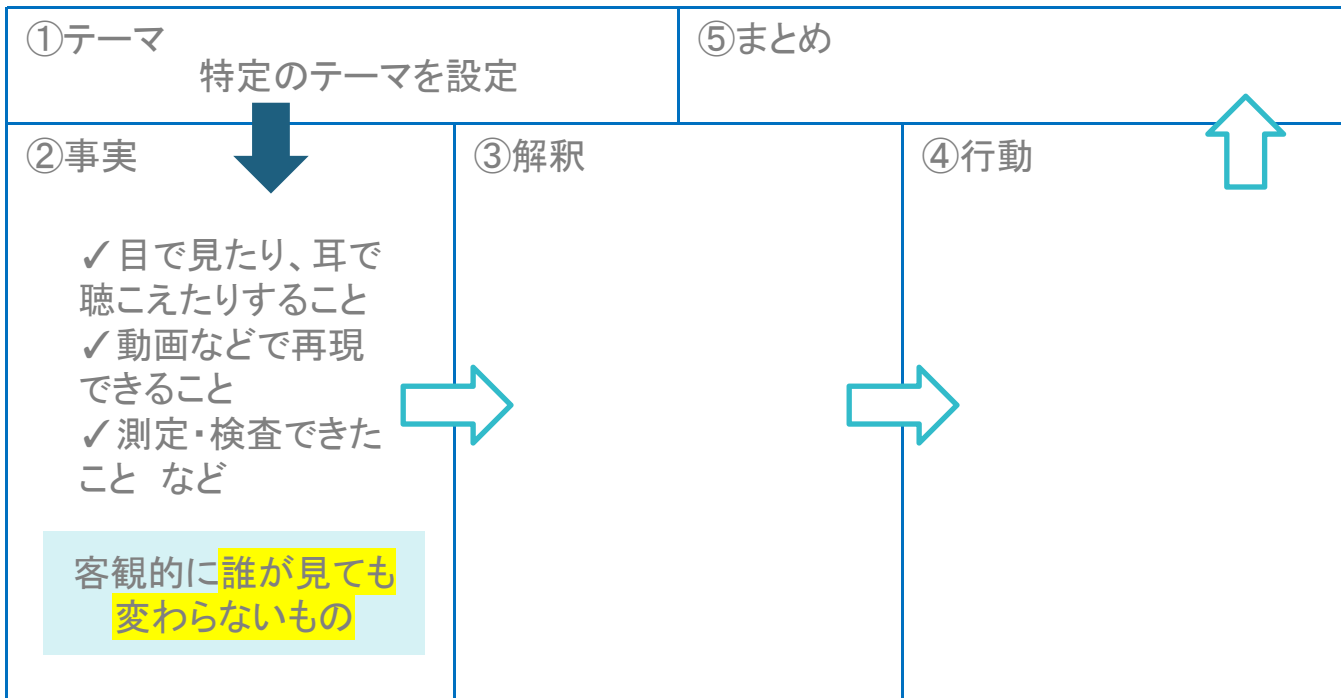 ①テーマ
特定のテーマを設定
⑤まとめ
②事実
✓目で見たり、耳で
聴こえたりすること
✓動画などで再現
できること
✓測定・検査できた
こと など
客観的に誰が見ても
変わらないもの
③解釈
④行動